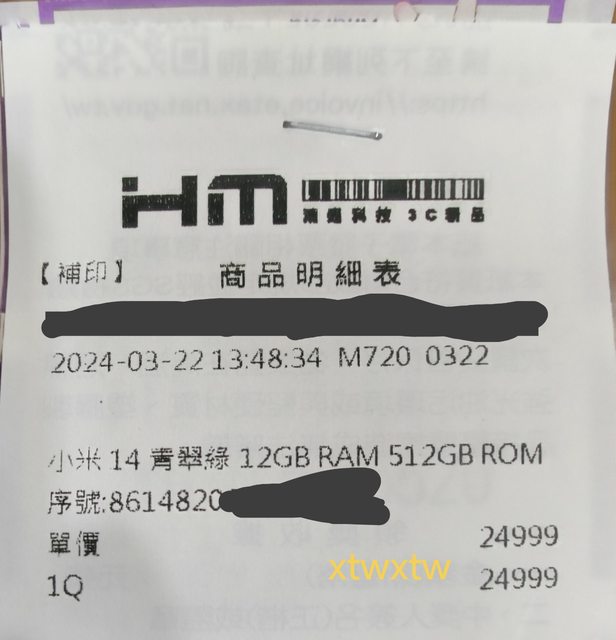 HM
鴻邁科技 3C精品
【補印】 商品明細表
2024-03-22 13:48:34 M720 0322
小米 14 青翠綠 12GB RAM 512GB ROM
序號:8614820
單價 24999
1Q 24999
xtwxtw